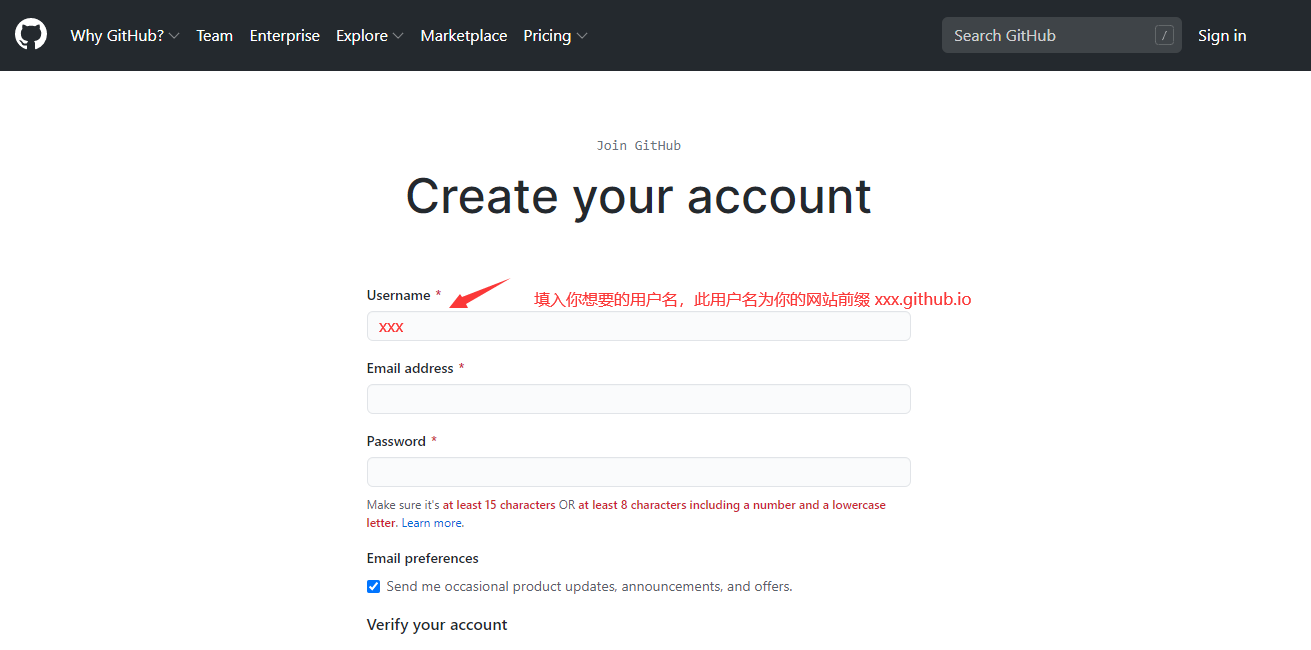 Why GitHub? Team Enterprise Explore Marketplace Pricing Search GitHub / Sign in
Join GitHub
Create your account
Username *
填入你想要的用户名，此用户名为你的网站前缀 xxx.github.io
xxx
Email address *
Password *
Make sure it's at least 15 characters OR at least 8 characters including a number and a lowercase
letter. Learn more.
Email preferences
Send me occasional product updates, announcements, and offers.
Verify your account